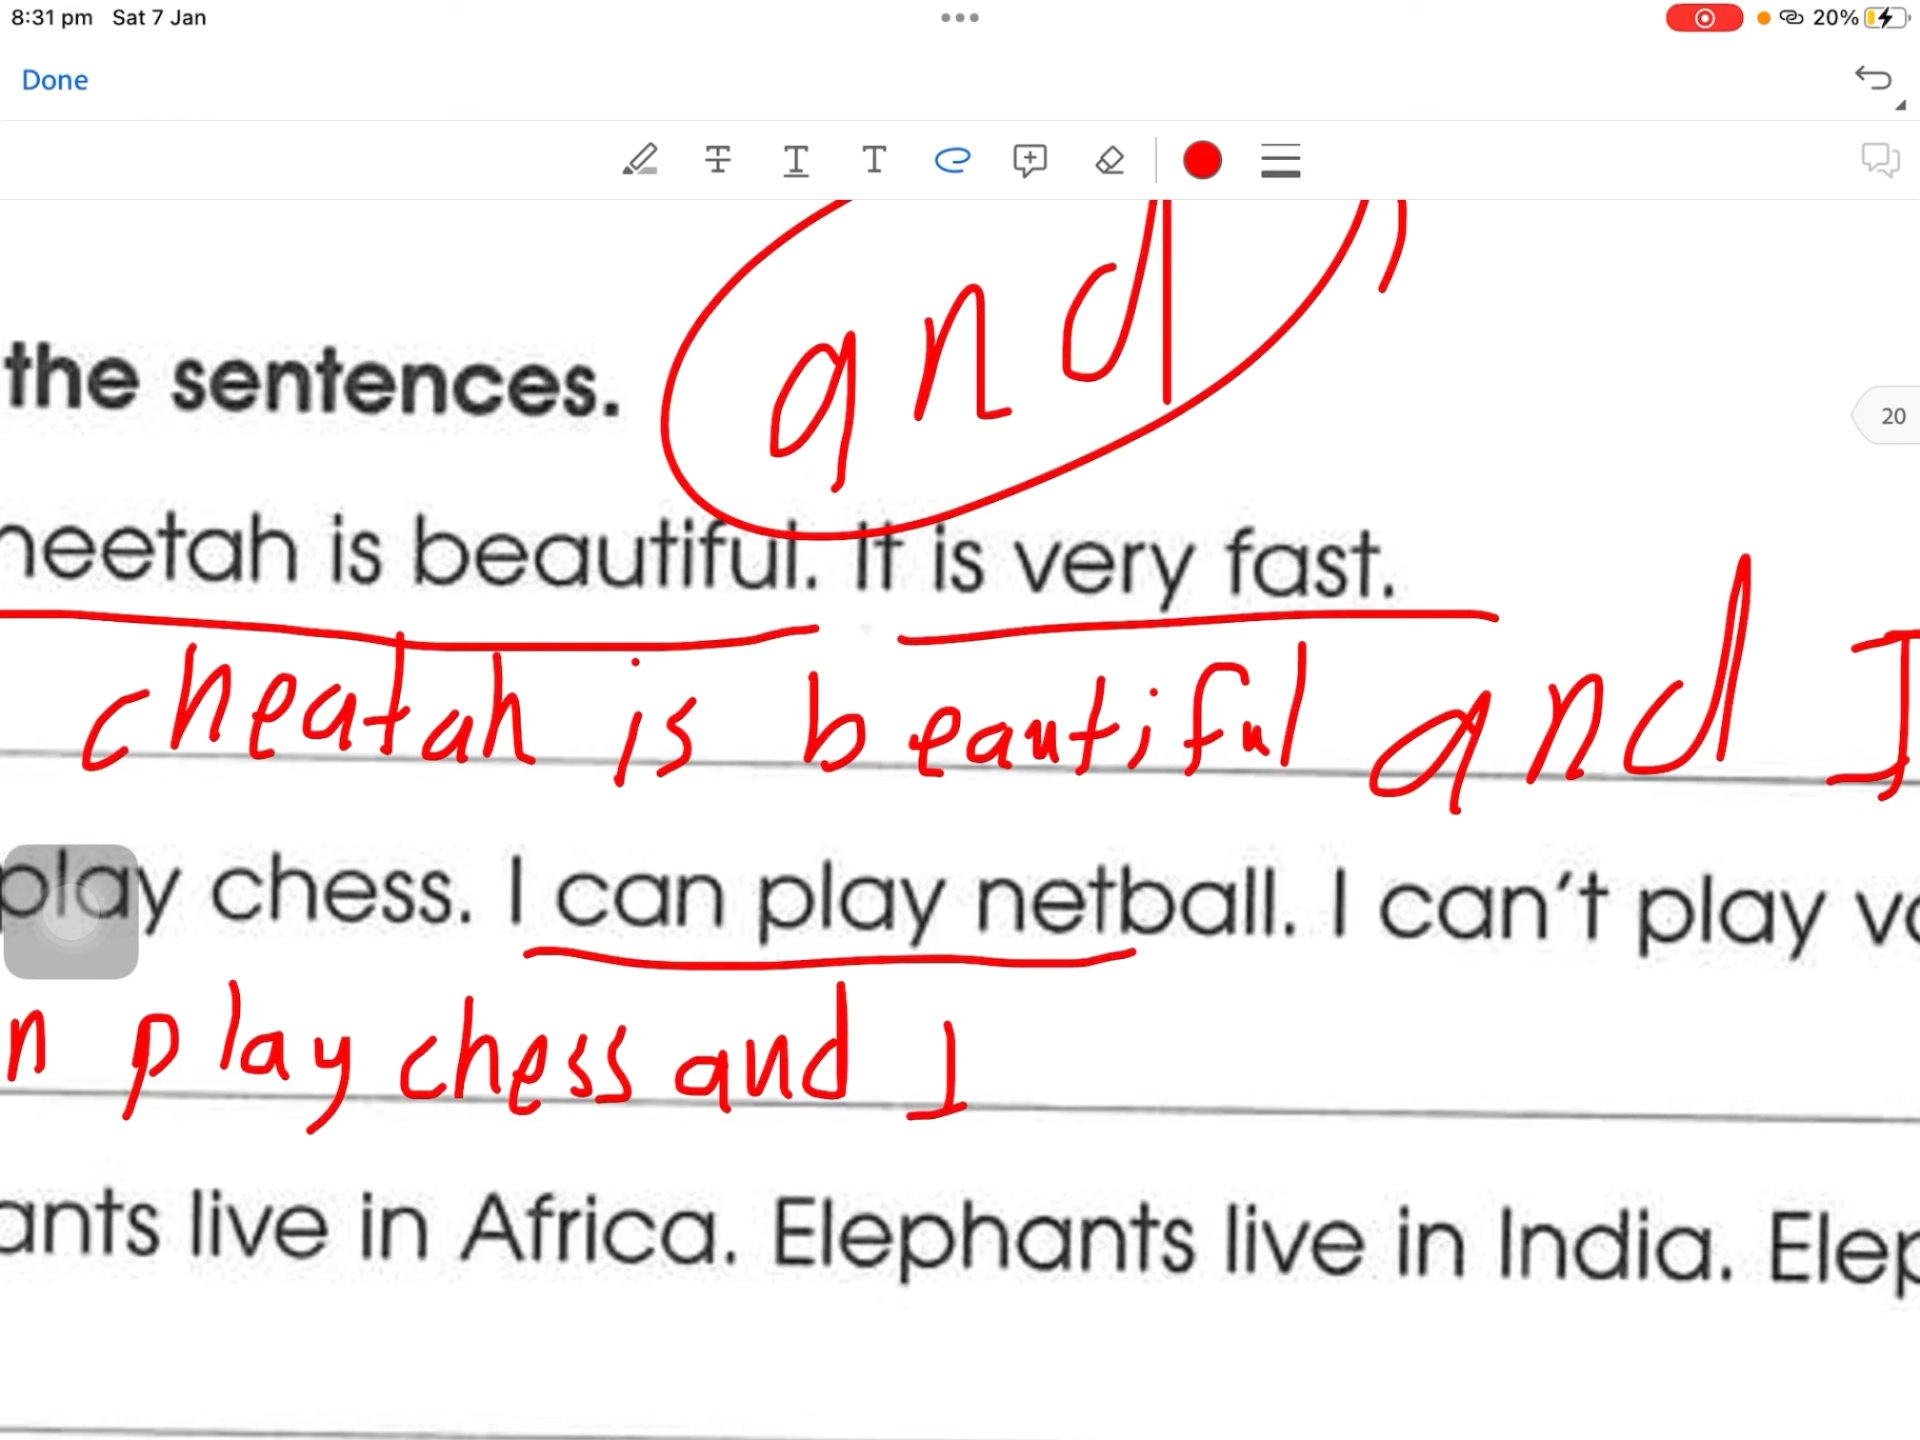 8:31 pm Sat 7 Jan
20%
Done
T T T
and
the sentences.
20
heetah is beautiful. It is very fast.
cheatah is beautiful and I
play chess. I can play netball. I can't play vo
n play chess and I
ants live in Africa. Elephants live in India. Elep